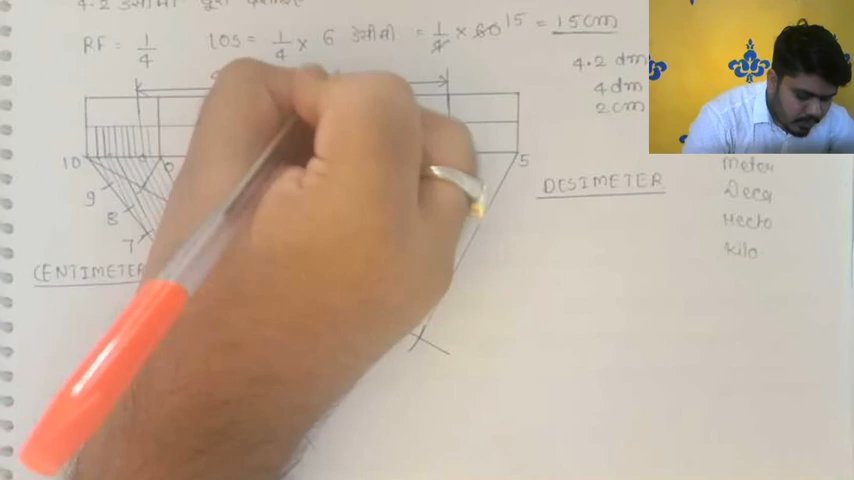 RF = 1/4 LOS = 1/4 × 6 डेसीमी = 1/4 × 60 15 = 15cm
4.2 dm
4dm
2cm
10 0 5
9
8
7
DESIMETER
CENTIMETER
Meter
Deca
Hecto
Kilo